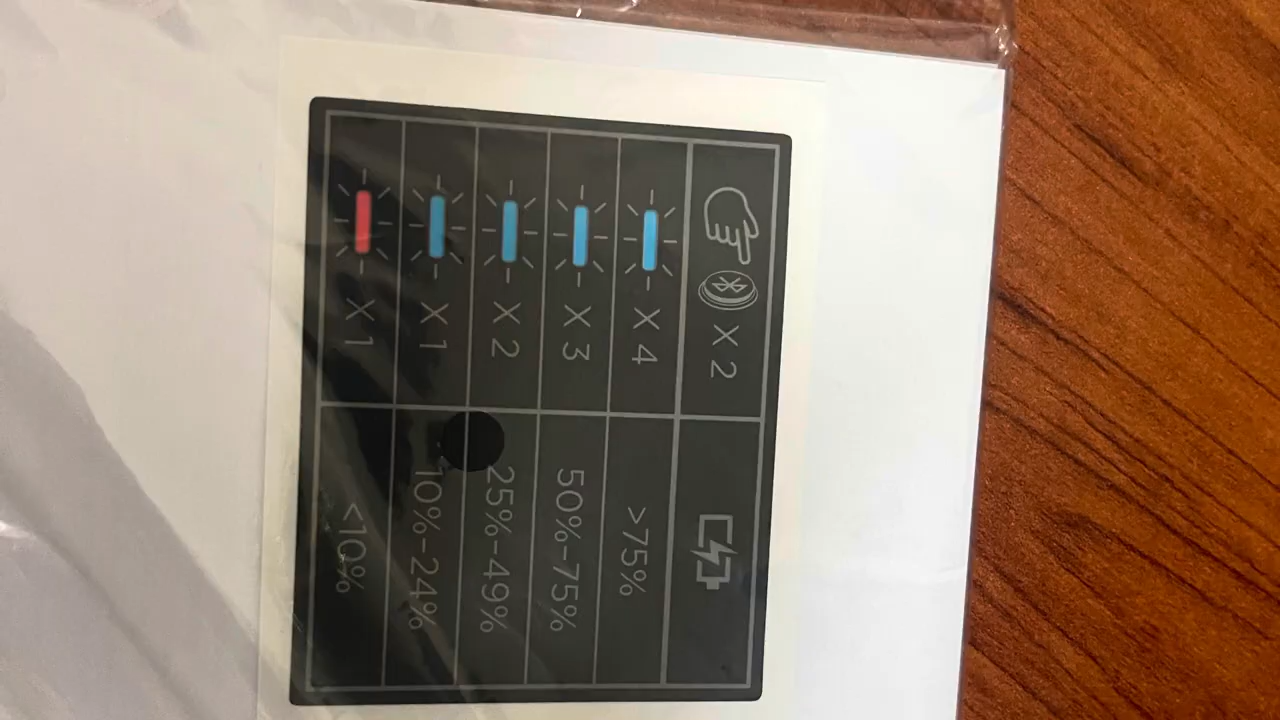 X 2
X 4 >75%
X 3 50%-75%
X 2 25%-49%
X 1 10%-24%
X 1 <10%